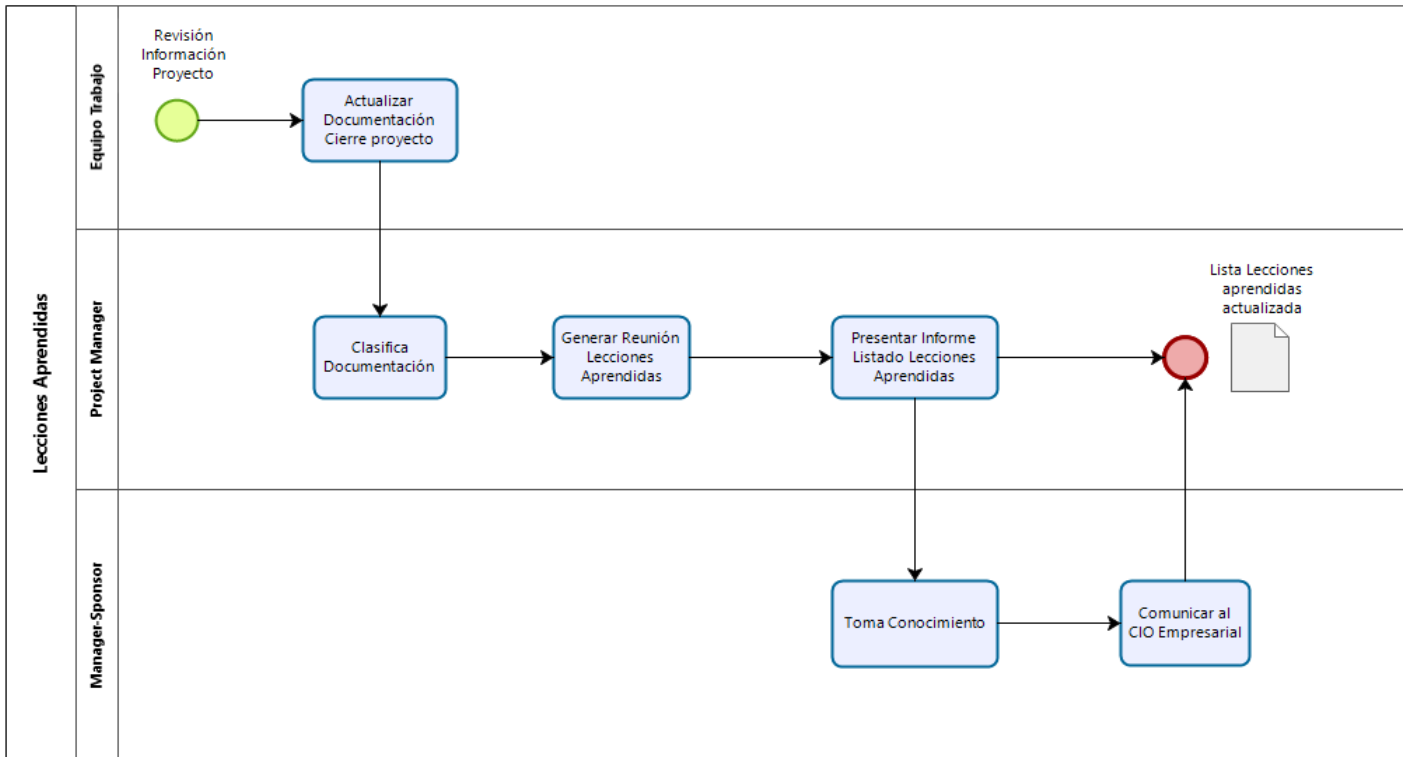 Lecciones Aprendidas
Equipo Trabajo
Revisión
Información
Proyecto
Actualizar
Documentación
Cierre proyecto
Project Manager
Clasifica
Documentación
Generar Reunión
Lecciones
Aprendidas
Presentar Informe
Listado Lecciones
Aprendidas
Lista Lecciones
aprendidas
actualizada
Manager-Sponsor
Toma Conocimiento
Comunicar al
CIO Empresarial